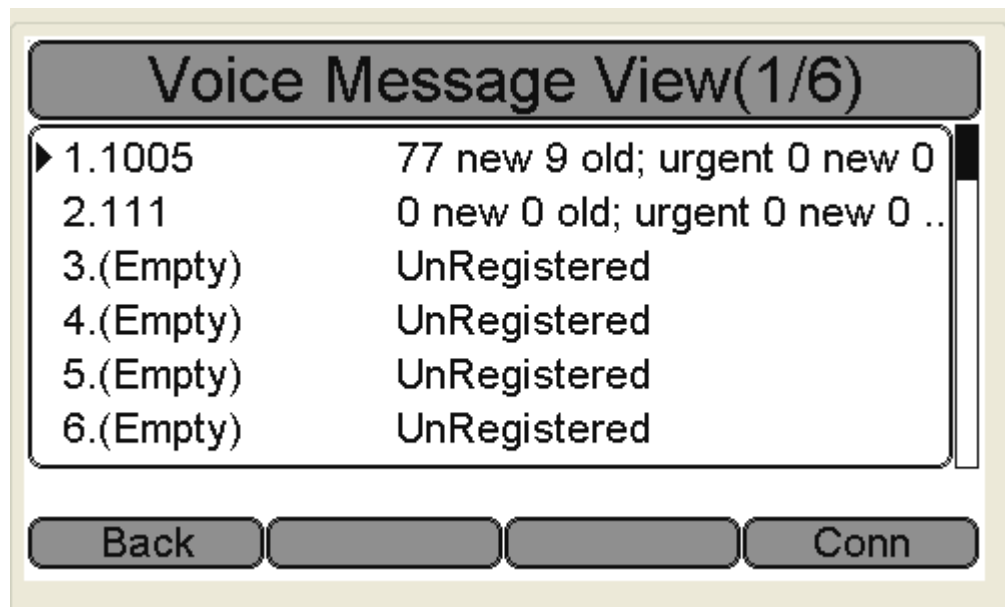 Voice Message View(1/6)
1.1005 77 new 9 old; urgent 0 new 0
2.111 0 new 0 old; urgent 0 new 0 ..
3.(Empty) UnRegistered
4.(Empty) UnRegistered
5.(Empty) UnRegistered
6.(Empty) UnRegistered
Back Conn